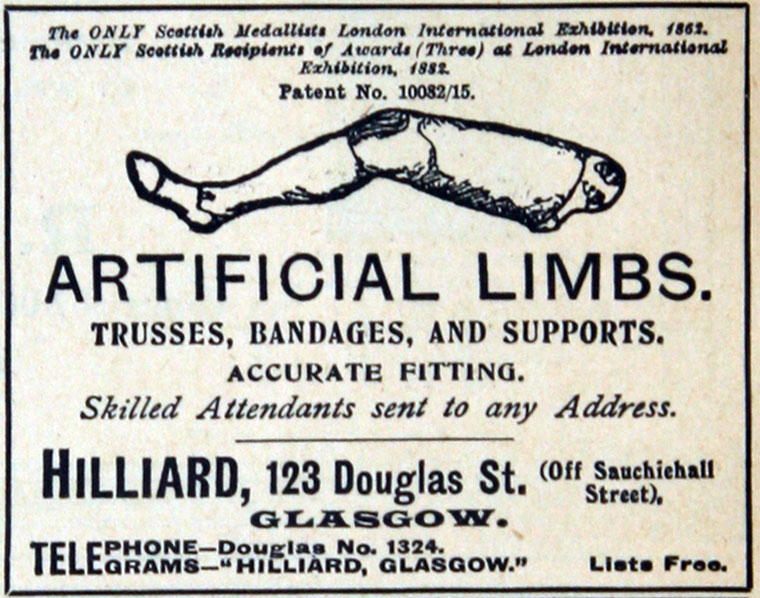 The ONLY Scottish Medallists London International Exhibition, 1862.
The ONLY Scottish Recipients of Awards (Three) at London International
Exhibition, 1882.
Patent No. 10082/15.
ARTIFICIAL LIMBS.
TRUSSES, BANDAGES, AND SUPPORTS.
ACCURATE FITTING.
Skilled Attendants sent to any Address.
HILLIARD, 123 Douglas St. (Off Sauchiehall
Street),
GLASGOW.
TELEPHONE—Douglas No. 1324.
TELEGRAMS—"HILLIARD, GLASGOW."
Lists Free.